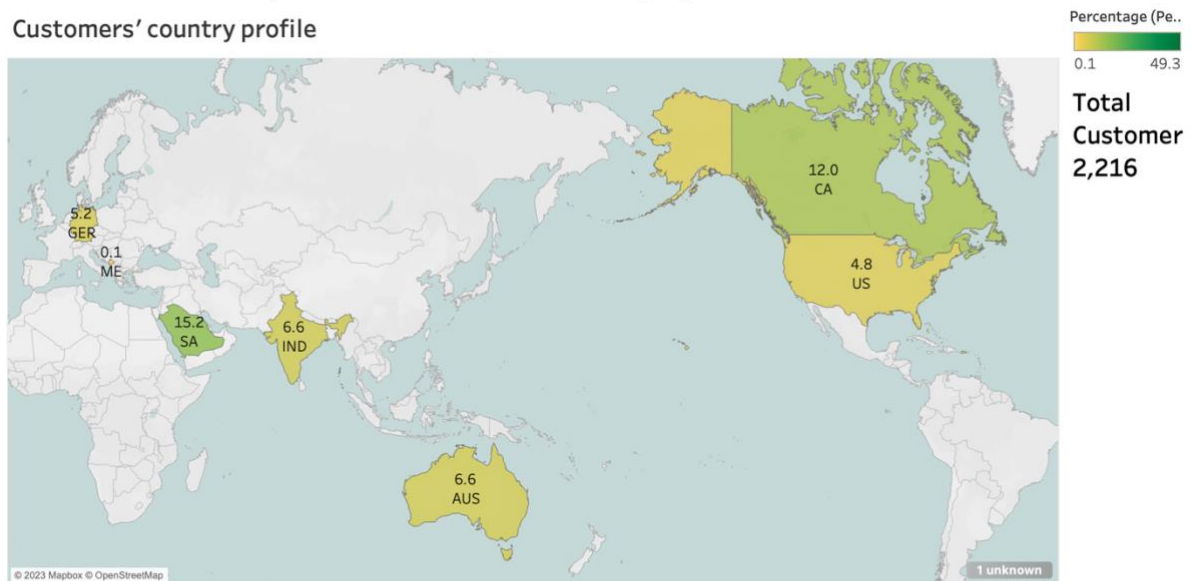 Customers' country profile
Percentage (Pe..
0.1 49.3
Total
Customer
2,216
12.0
CA
5.2
GER
0.1
ME
4.8
US
15.2
SA
6.6
IND
6.6
AUS
1 unknown
© 2023 Mapbox © OpenStreetMap